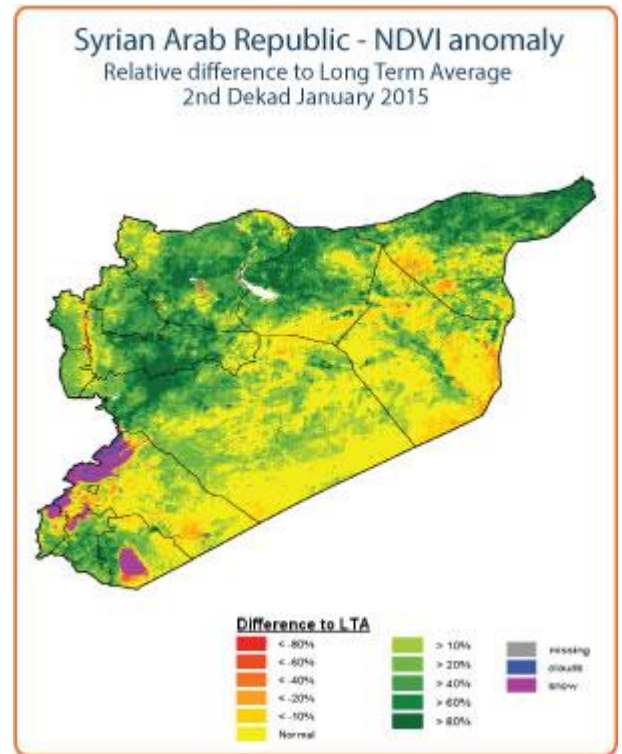 Syrian Arab Republic - NDVI anomaly
Relative difference to Long Term Average
2nd Dekad January 2015
Difference to LTA
< -80%
< -60%
< -40%
< -20%
< -10%
Normal
> 10%
> 20%
> 40%
> 60%
> 80%
missing
clouds
snow